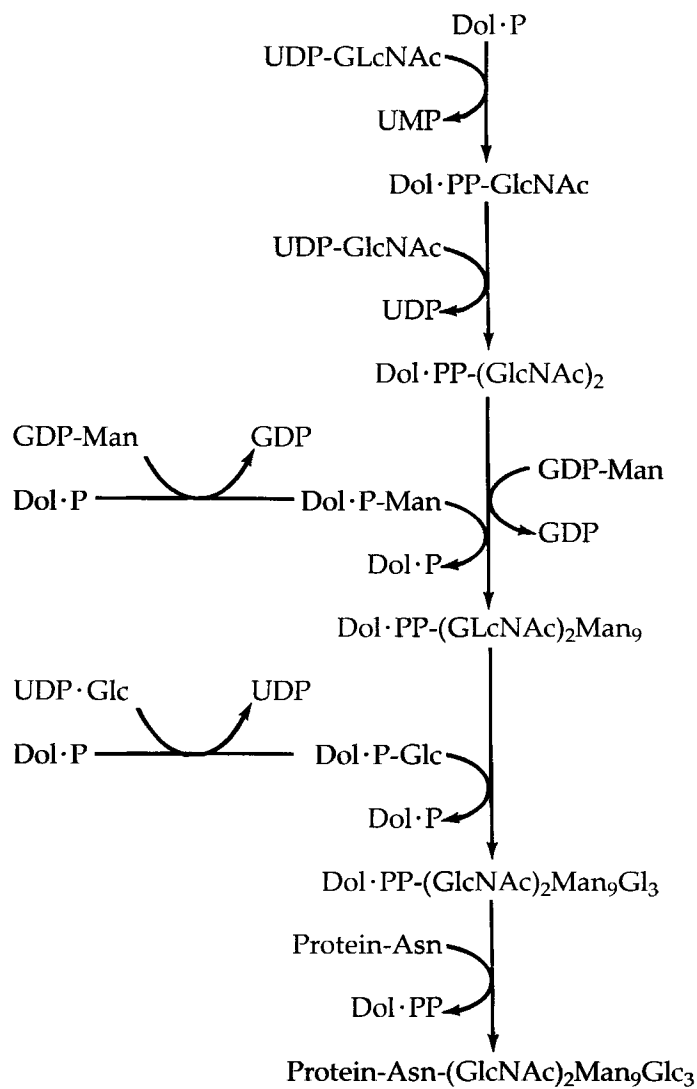 Dol·P
UDP-GLcNAc
UMP
Dol·PP-GlcNAc
UDP-GlcNAc
UDP
Dol·PP-(GlcNAc)₂
GDP-Man GDP
GDP-Man
Dol·P Dol·P-Man
GDP
Dol·P
Dol·PP-(GLcNAc)₂Man₉
UDP·Glc UDP
Dol·P Dol·P-Glc
Dol·P
Dol·PP-(GlcNAc)₂Man₉Gl₃
Protein-Asn
Dol·PP
Protein-Asn-(GlcNAc)₂Man₉Glc₃